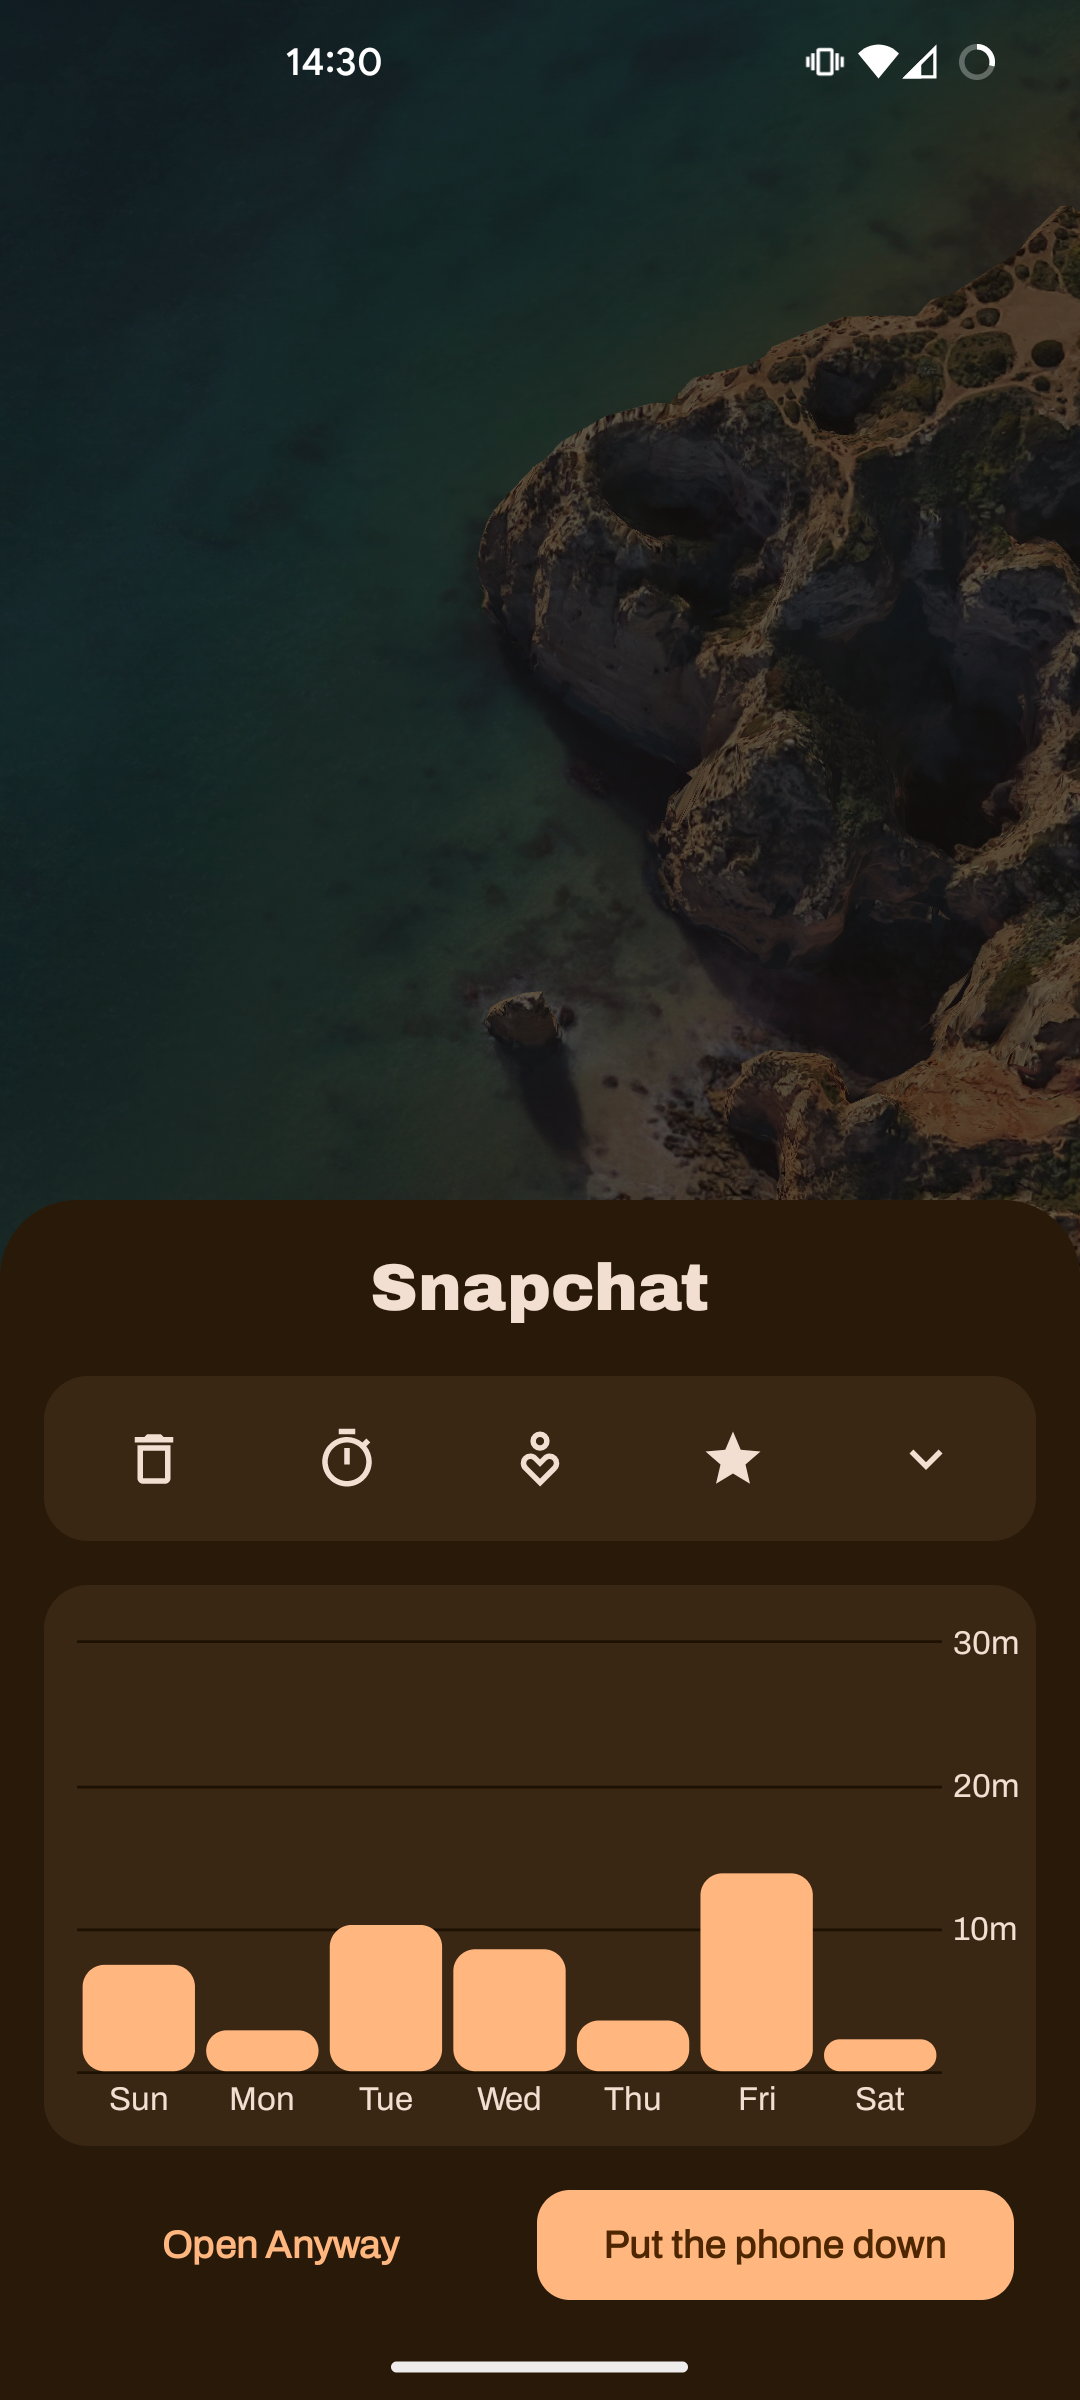 14:30
Snapchat
30m
20m
10m
Sun Mon Tue Wed Thu Fri Sat
Open Anyway Put the phone down